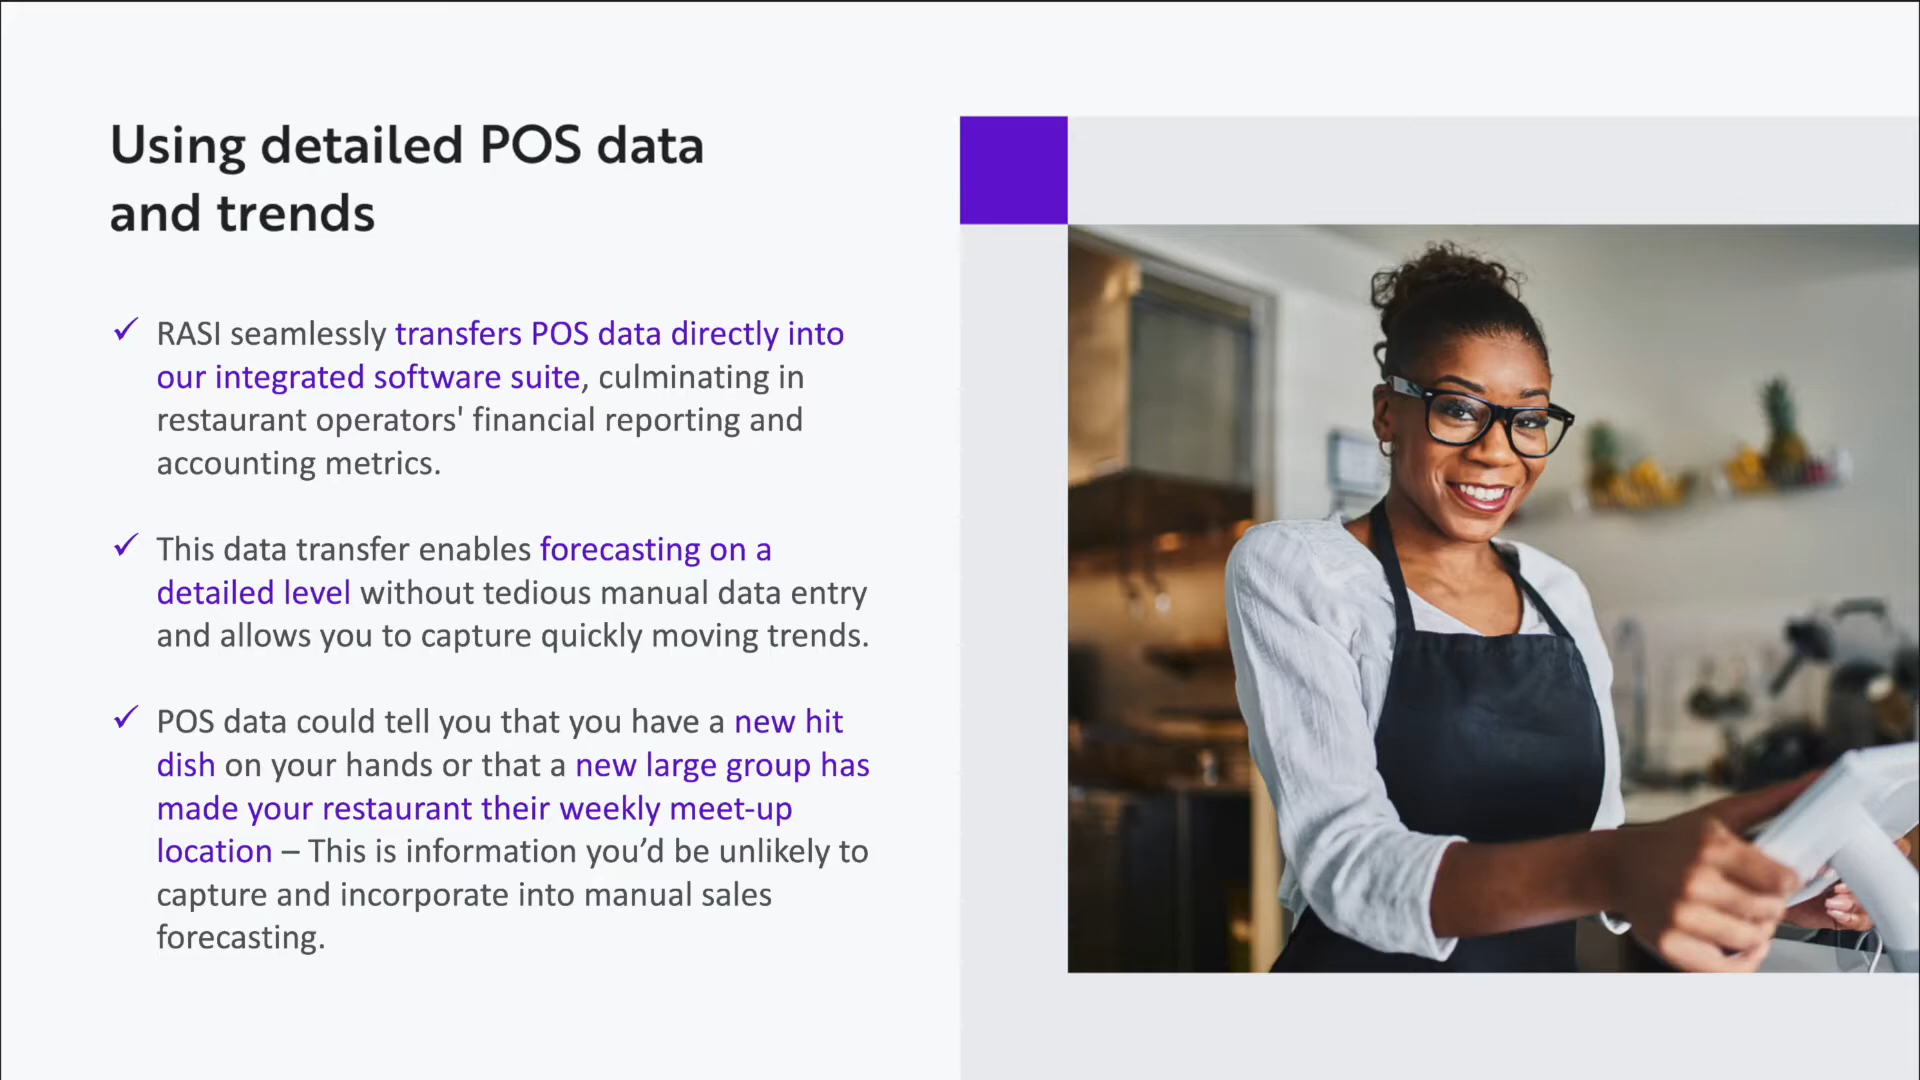 Using detailed POS data
and trends
✓ RASI seamlessly transfers POS data directly into
our integrated software suite, culminating in
restaurant operators' financial reporting and
accounting metrics.
✓ This data transfer enables forecasting on a
detailed level without tedious manual data entry
and allows you to capture quickly moving trends.
✓ POS data could tell you that you have a new hit
dish on your hands or that a new large group has
made your restaurant their weekly meet-up
location – This is information you’d be unlikely to
capture and incorporate into manual sales
forecasting.